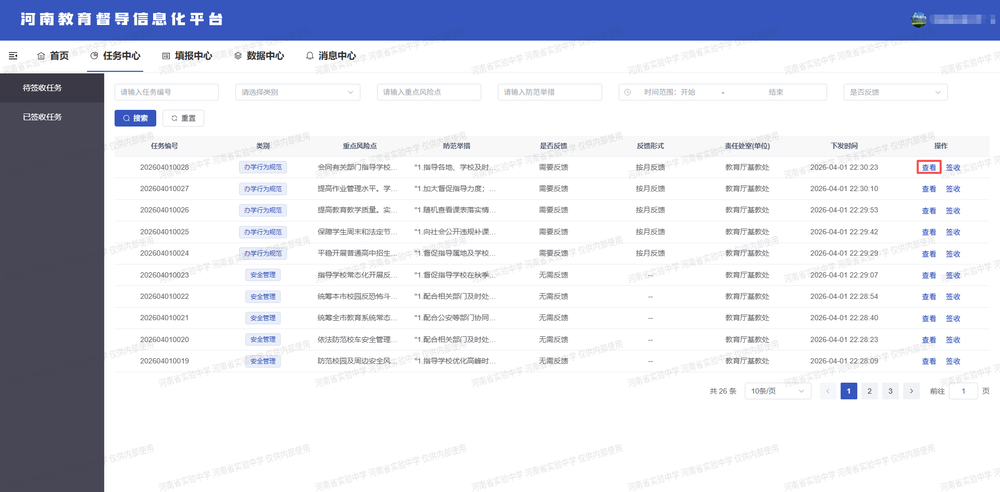 河南教育督导信息化平台
首页 任务中心 填报中心 数据中心 消息中心
待签收任务
已签收任务
请输入任务编号 请选择类别 请输入重点风险点 请输入防范举措 时间范围：开始 - 结束 是否反馈
搜索 重置
任务编号 类别 重点风险点 防范举措 是否反馈 反馈形式 责任处室(单位) 下发时间 操作
202604010028 办学行为规范 会同有关部门指导学校... "1.指导各地、学校及时... 需要反馈 按月反馈 教育厅基教处 2026-04-01 22:30:23 查看 签收
202604010027 办学行为规范 提高作业管理水平。学... "1.加大督促指导力度；... 需要反馈 按月反馈 教育厅基教处 2026-04-01 22:30:10 查看 签收
202604010026 办学行为规范 提高教育教学质量。实... "1.随机查看课表落实情... 需要反馈 按月反馈 教育厅基教处 2026-04-01 22:29:53 查看 签收
202604010025 办学行为规范 保障学生周末和法定节... "1.向社会公开违规补课... 需要反馈 按月反馈 教育厅基教处 2026-04-01 22:29:42 查看 签收
202604010024 办学行为规范 平稳开展普通高中招生... "1.督促指导属地及学校... 需要反馈 按月反馈 教育厅基教处 2026-04-01 22:29:29 查看 签收
202604010023 安全管理 指导学校常态化开展反... "1.督促指导学校在秋季... 无需反馈 -- 教育厅基教处 2026-04-01 22:29:07 查看 签收
202604010022 安全管理 统筹本市校园反恐怖斗... "1.配合相关部门及时处... 无需反馈 -- 教育厅基教处 2026-04-01 22:28:54 查看 签收
202604010021 安全管理 统筹全市教育系统常态... "1.配合公安等部门协同... 无需反馈 -- 教育厅基教处 2026-04-01 22:28:40 查看 签收
202604010020 安全管理 依法防范校车安全管理... "1.配合相关部门及时处... 无需反馈 -- 教育厅基教处 2026-04-01 22:28:23 查看 签收
202604010019 安全管理 防范校园及周边安全风... "1.指导学校优化高峰时... 无需反馈 -- 教育厅基教处 2026-04-01 22:28:09 查看 签收
共 26 条 10条/页 1 2 3 前往 1 页
河南省实验中学 河南省实验中学 仅供内部使用